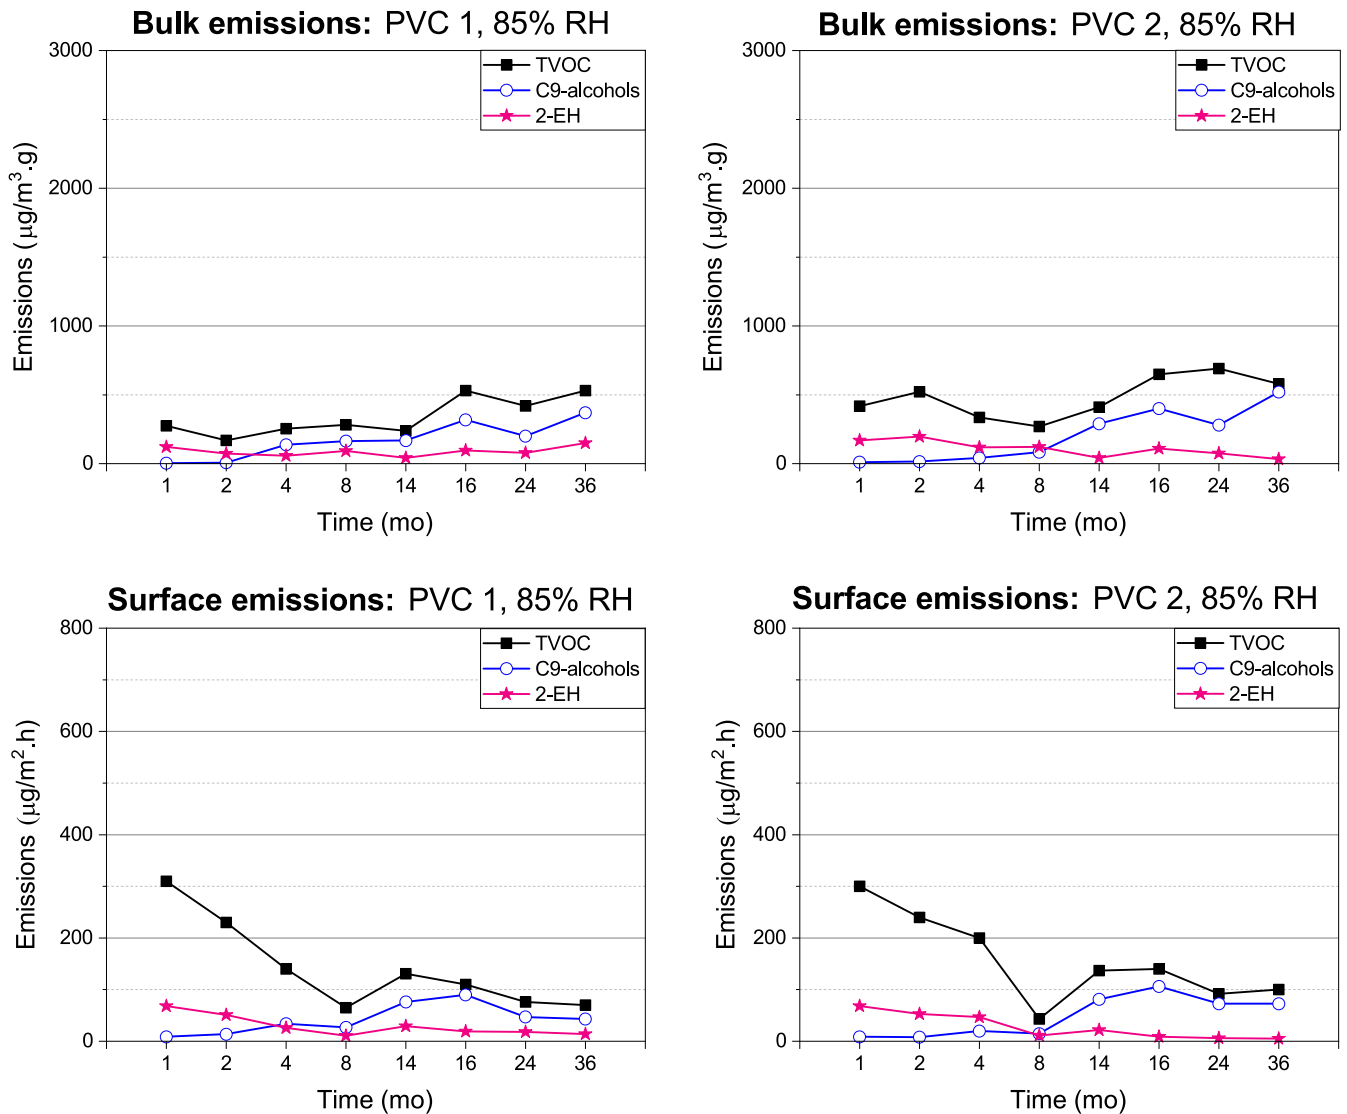 Bulk emissions: PVC 1, 85% RH
3000
2000
1000
0
Emissions (μg/m³.g)
TVOC
C9-alcohols
2-EH
1 2 4 8 14 16 24 36
Time (mo)
Bulk emissions: PVC 2, 85% RH
3000
2000
1000
0
Emissions (μg/m³.g)
TVOC
C9-alcohols
2-EH
1 2 4 8 14 16 24 36
Time (mo)
Surface emissions: PVC 1, 85% RH
800
600
400
200
0
Emissions (μg/m².h)
TVOC
C9-alcohols
2-EH
1 2 4 8 14 16 24 36
Time (mo)
Surface emissions: PVC 2, 85% RH
800
600
400
200
0
Emissions (μg/m².h)
TVOC
C9-alcohols
2-EH
1 2 4 8 14 16 24 36
Time (mo)